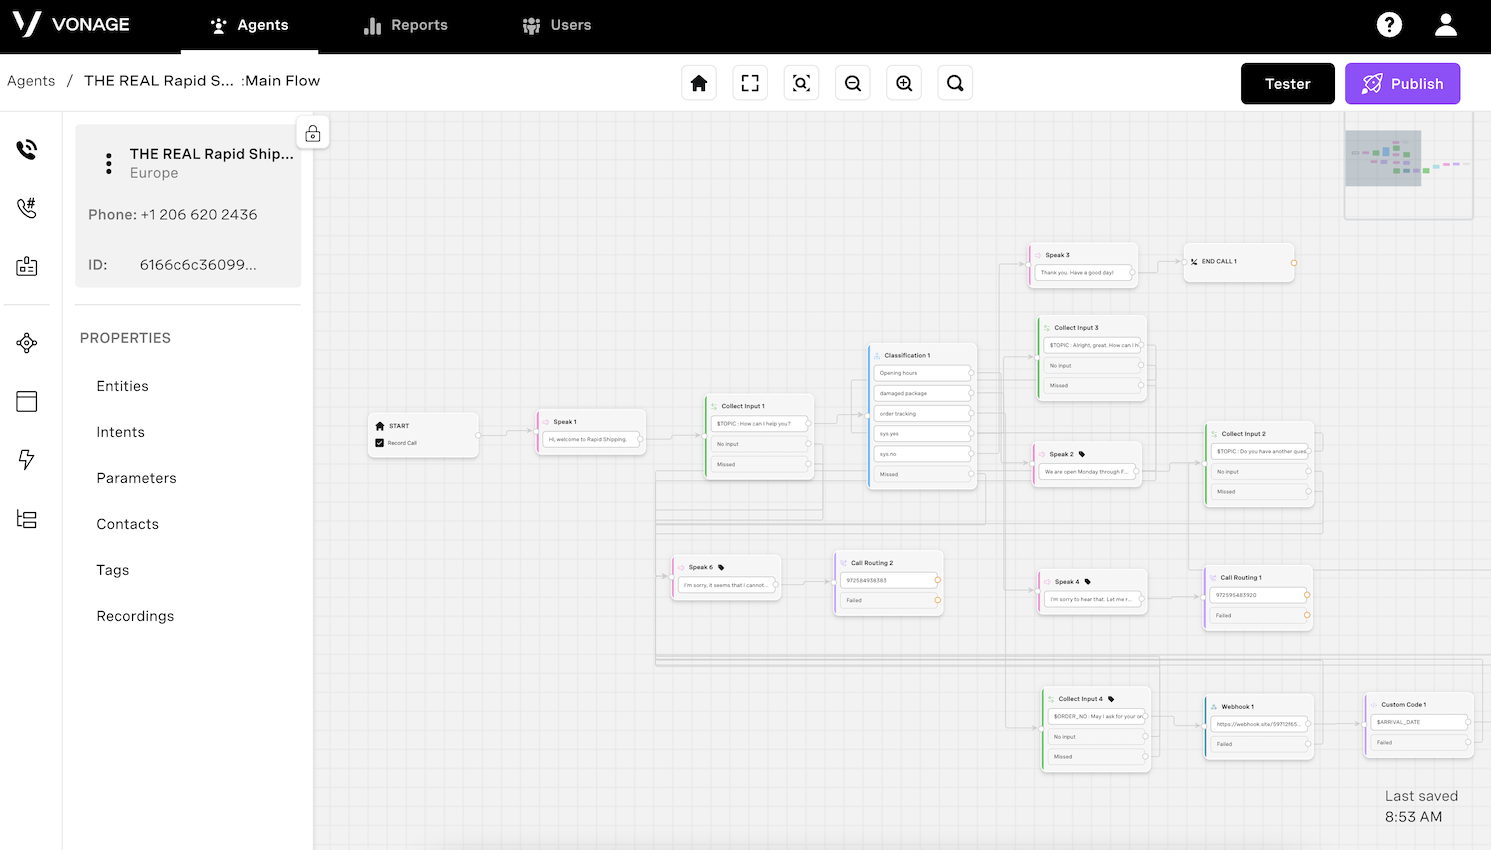 VONAGE
Agents
Reports
Users
?
Agents / THE REAL Rapid S... :Main Flow
Tester
Publish
THE REAL Rapid Ship...
Europe
Phone: +1 206 620 2436
ID: 6166c6c36099...
PROPERTIES
Entities
Intents
Parameters
Contacts
Tags
Recordings
START
Record Call
Speak 1
Hi, welcome to Rapid Shipping.
Collect Input 1
$TOPIC : How can I help you?
No input
Missed
Classification 1
Opening hours
damaged package
order tracking
sys.yes
sys.no
Missed
Speak 3
Thank you. Have a good day!
END CALL 1
Collect Input 3
$TOPIC : Alright, great. How can I h
No input
Missed
Speak 2
We are open Monday through F...
Collect Input 2
$TOPIC : Do you have another ques
No input
Missed
Speak 6
I'm sorry, it seems that I cannot...
Call Routing 2
972584938383
Failed
Speak 4
I'm sorry to hear that. Let me r...
Call Routing 1
972595483920
Failed
Collect Input 4
$ORDER_NO : May I ask for your or
No input
Missed
Webhook 1
https://webhook.site/59712f65...
Failed
Custom Code 1
$ARRIVAL_DATE
Failed
Last saved
8:53 AM